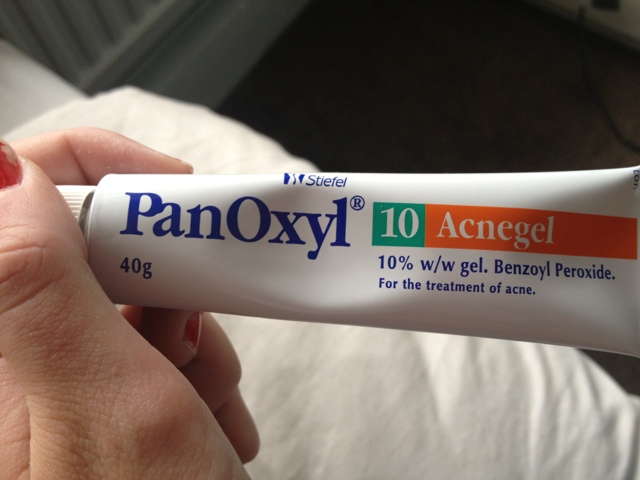 Stiefel
PanOxyl® 10 Acnegel
40g
10% w/w gel. Benzoyl Peroxide.
For the treatment of acne.